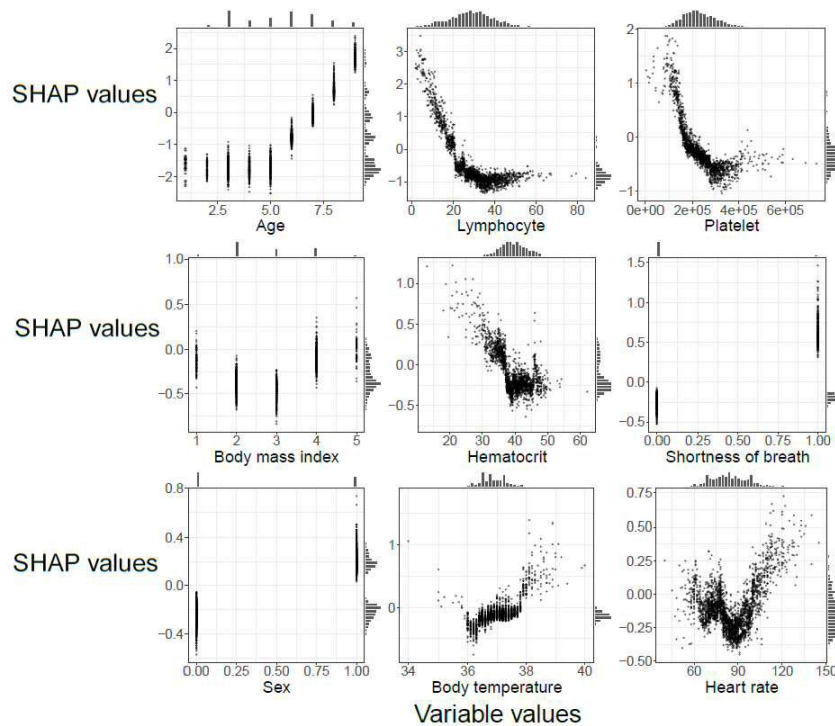 SHAP values
2
1
0
−1
−2
2.5 5.0 7.5
Age
3
2
1
0
−1
0 20 40 60 80
Lymphocyte
2
1
0
−1
0e+00 2e+05 4e+05 6e+05
Platelet
SHAP values
1.0
0.5
0.0
−0.5
1 2 3 4 5
Body mass index
1.0
0.5
0.0
−0.5
20 30 40 50 60
Hematocrit
1.5
1.0
0.5
0.0
−0.5
0.00 0.25 0.50 0.75 1.00
Shortness of breath
SHAP values
0.8
0.4
0.0
−0.4
0.00 0.25 0.50 0.75 1.00
Sex
1
0
34 36 38 40
Body temperature
0.75
0.50
0.25
0.00
−0.25
−0.50
60 90 120 150
Heart rate
Variable values